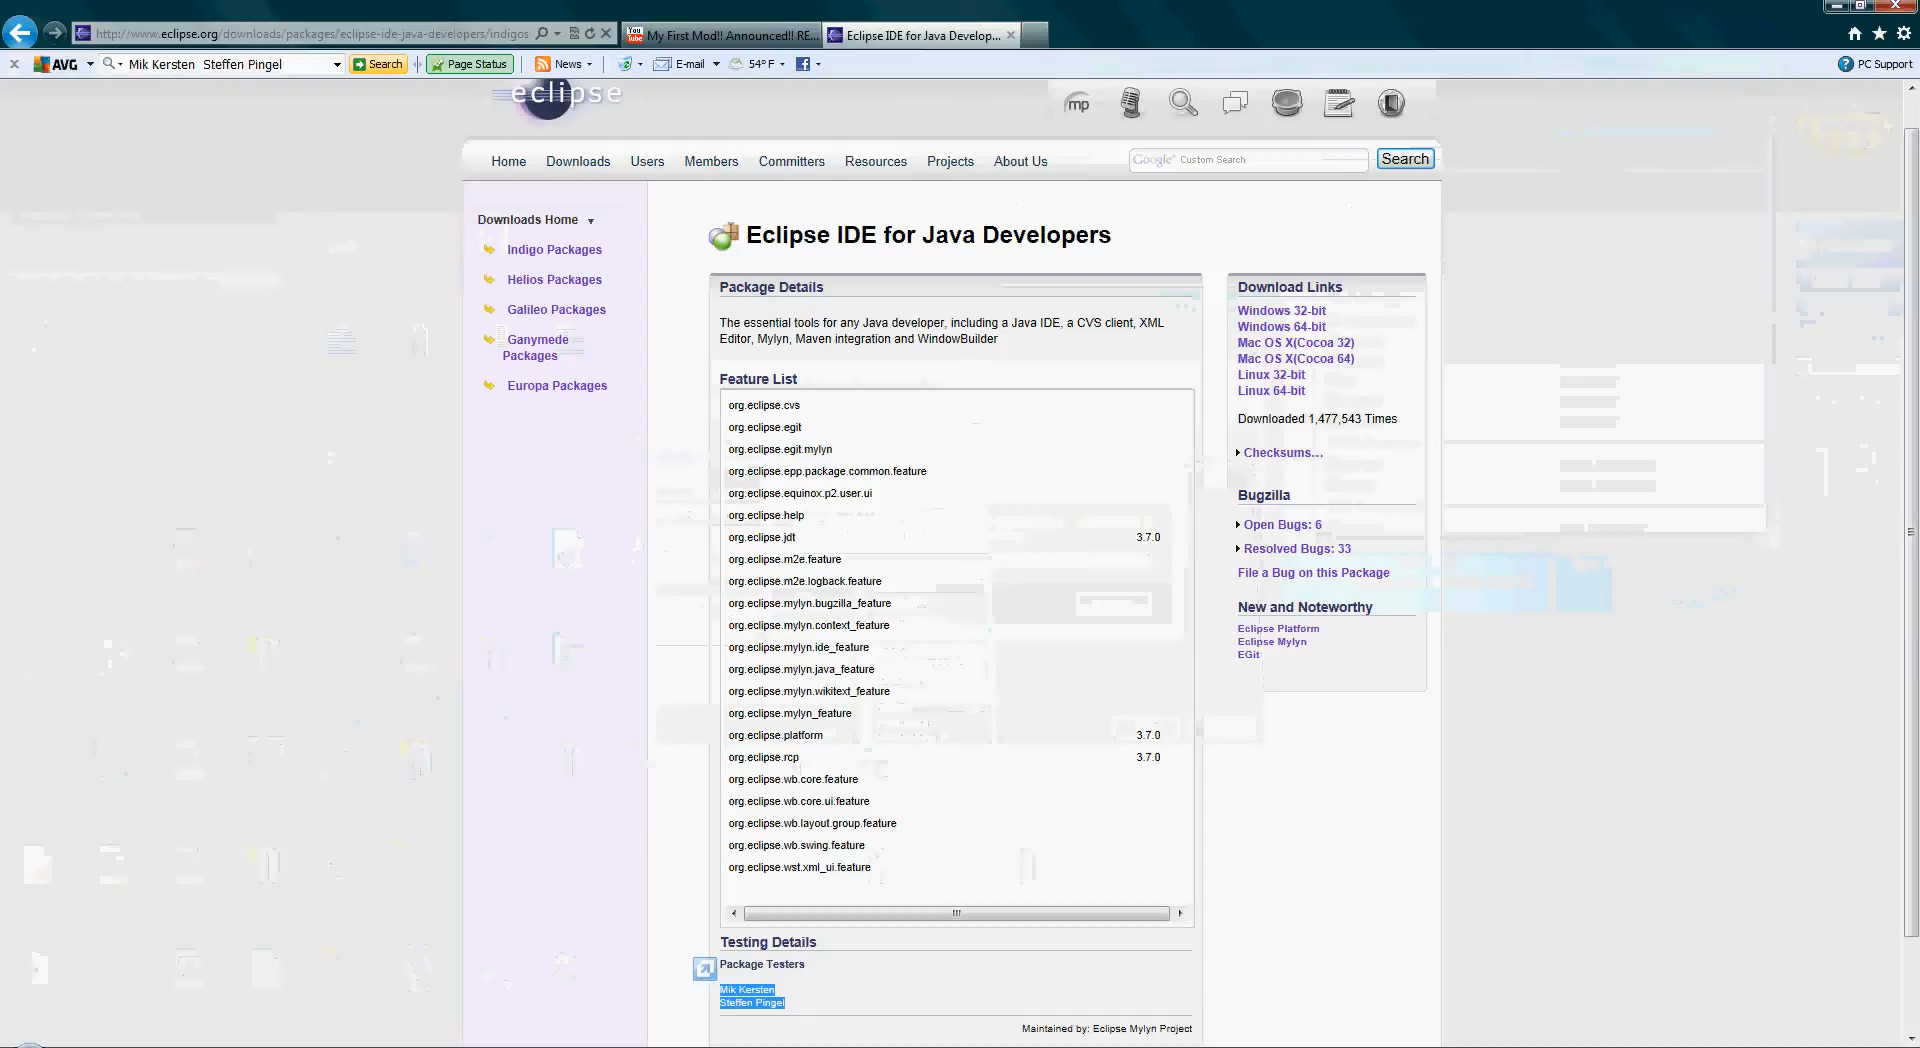 http://www.eclipse.org/downloads/packages/eclipse-ide-java-developers/indigos
You Tube My First Mod!! Announced!! RE...
Eclipse IDE for Java Develop...
AVG
Mik Kersten Steffen Pingel
Search
Page Status
News
E-mail
54°F
PC Support
eclipse
mp
Home
Downloads
Users
Members
Committers
Resources
Projects
About Us
Google Custom Search
Search
Downloads Home
Indigo Packages
Helios Packages
Galileo Packages
Ganymede
Packages
Europa Packages
Eclipse IDE for Java Developers
Package Details
The essential tools for any Java developer, including a Java IDE, a CVS client, XML
Editor, Mylyn, Maven integration and WindowBuilder
Feature List
org.eclipse.cvs
org.eclipse.egit
org.eclipse.egit.mylyn
org.eclipse.epp.package.common.feature
org.eclipse.equinox.p2.user.ui
org.eclipse.help
org.eclipse.jdt 3.7.0
org.eclipse.m2e.feature
org.eclipse.m2e.logback.feature
org.eclipse.mylyn.bugzilla_feature
org.eclipse.mylyn.context_feature
org.eclipse.mylyn.ide_feature
org.eclipse.mylyn.java_feature
org.eclipse.mylyn.wikitext_feature
org.eclipse.mylyn_feature
org.eclipse.platform 3.7.0
org.eclipse.rcp 3.7.0
org.eclipse.wb.core.feature
org.eclipse.wb.core.ui.feature
org.eclipse.wb.layout.group.feature
org.eclipse.wb.swing.feature
org.eclipse.wst.xml_ui.feature
Testing Details
Package Testers
Mik Kersten
Steffen Pingel
Maintained by: Eclipse Mylyn Project
Download Links
Windows 32-bit
Windows 64-bit
Mac OS X(Cocoa 32)
Mac OS X(Cocoa 64)
Linux 32-bit
Linux 64-bit
Downloaded 1,477,543 Times
Checksums...
Bugzilla
Open Bugs: 6
Resolved Bugs: 33
File a Bug on this Package
New and Noteworthy
Eclipse Platform
Eclipse Mylyn
EGit